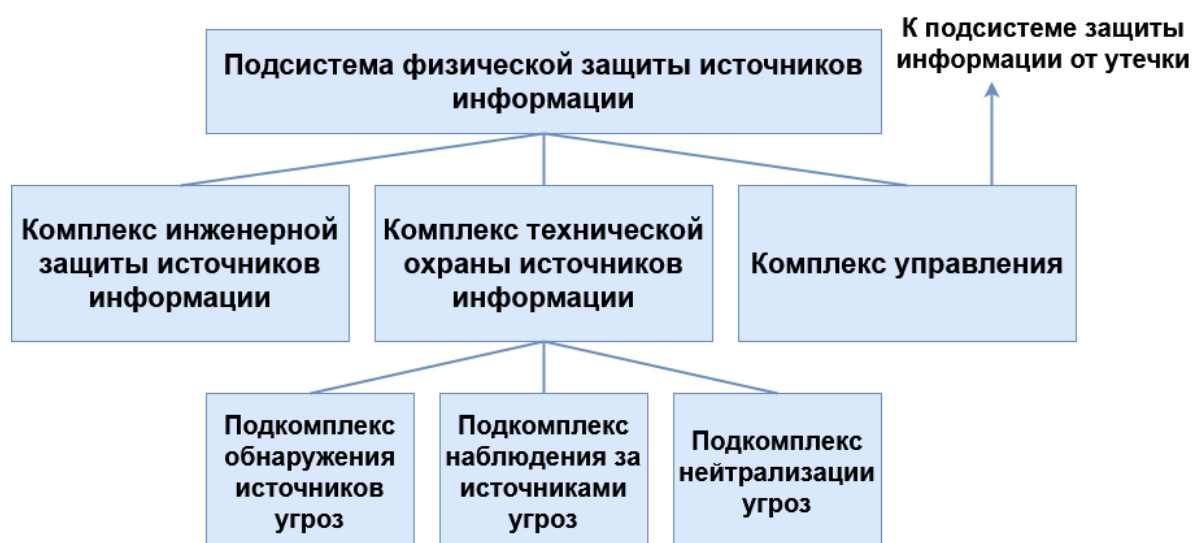 К подсистеме защиты
информации от утечки
Подсистема физической защиты источников
информации
Комплекс инженерной
защиты источников
информации
Комплекс технической
охраны источников
информации
Комплекс управления
Подкомплекс
обнаружения
источников
угроз
Подкомплекс
наблюдения за
источниками
угроз
Подкомплекс
нейтрализации
угроз